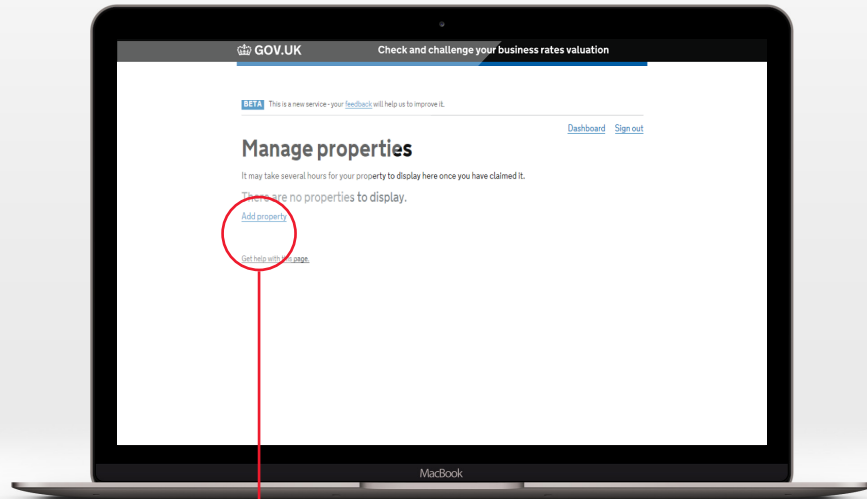 GOV.UK
Check and challenge your business rates valuation
BETA This is a new service - your feedback will help us to improve it.
Dashboard Sign out
Manage properties
It may take several hours for your property to display here once you have claimed it.
There are no properties to display.
Add property
Get help with this page.
MacBook